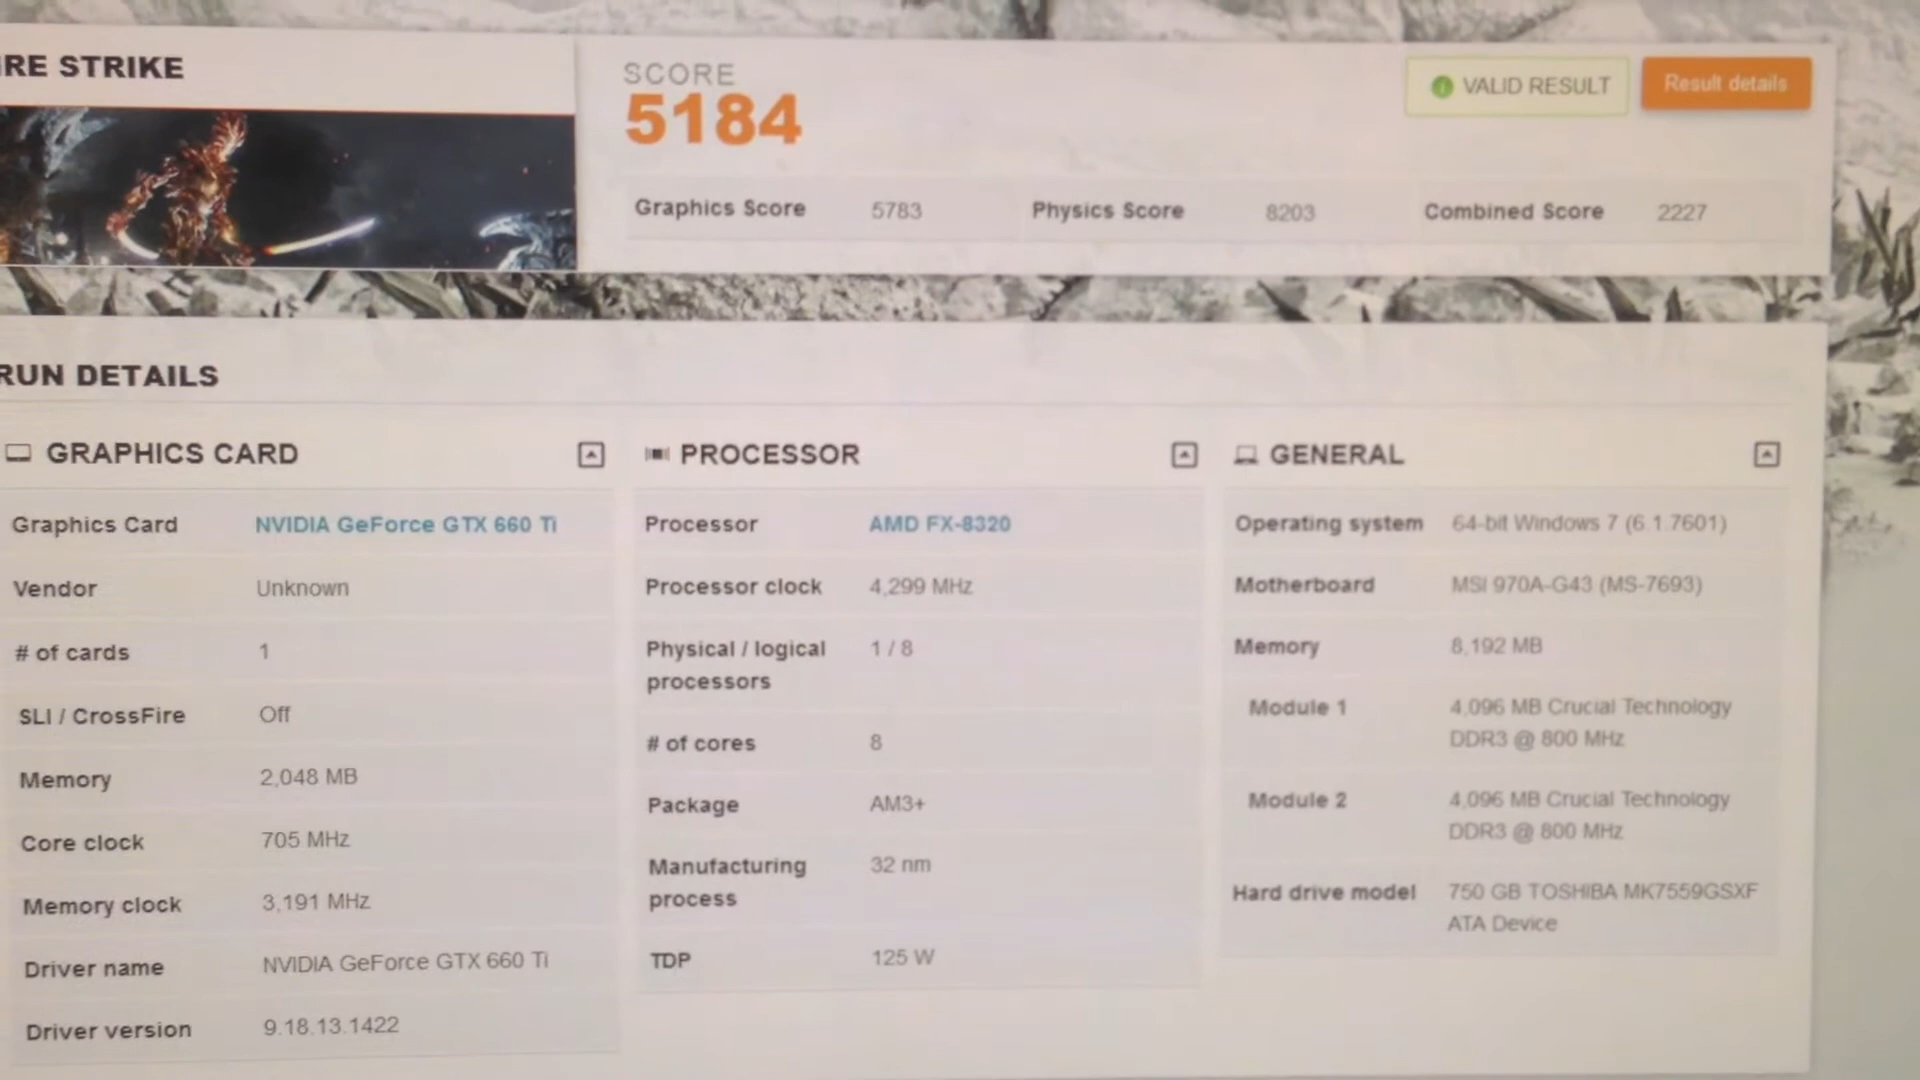 RE STRIKE
SCORE
5184
VALID RESULT
Result details
Graphics Score 5783 Physics Score 8203 Combined Score 2227
RUN DETAILS
GRAPHICS CARD
Graphics Card NVIDIA GeForce GTX 660 Ti
Vendor Unknown
# of cards 1
SLI / CrossFire Off
Memory 2,048 MB
Core clock 705 MHz
Memory clock 3,191 MHz
Driver name NVIDIA GeForce GTX 660 Ti
Driver version 9.18.13.1422
PROCESSOR
Processor AMD FX-8320
Processor clock 4,299 MHz
Physical / logical 1 / 8
processors
# of cores 8
Package AM3+
Manufacturing 32 nm
process
TDP 125 W
GENERAL
Operating system 64-bit Windows 7 (6.1.7601)
Motherboard MSI 970A-G43 (MS-7693)
Memory 8,192 MB
Module 1 4,096 MB Crucial Technology
DDR3 @ 800 MHz
Module 2 4,096 MB Crucial Technology
DDR3 @ 800 MHz
Hard drive model 750 GB TOSHIBA MK7559GSXF
ATA Device